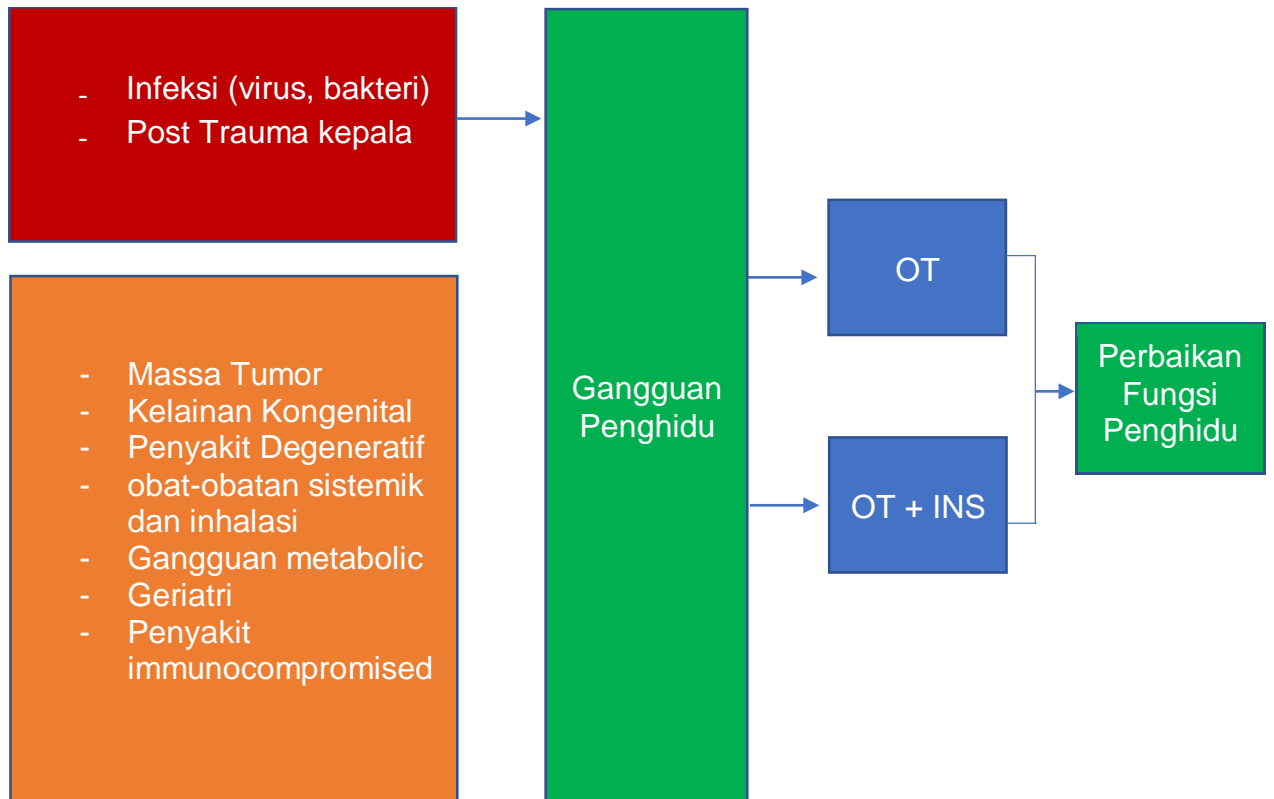 - Infeksi (virus, bakteri)
- Post Trauma kepala
- Massa Tumor
- Kelainan Kongenital
- Penyakit Degeneratif
- obat-obatan sistemik
dan inhalasi
- Gangguan metabolic
- Geriatri
- Penyakit
immunocompromised
Gangguan
Penghidu
OT
OT + INS
Perbaikan
Fungsi
Penghidu